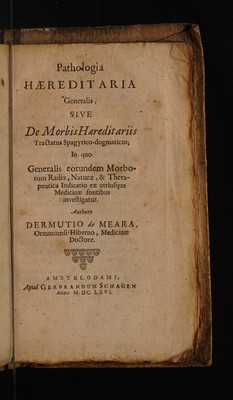 Pathologia
HÆREDITARIA
Generalis,
SIVE
De Morbis Hæreditariis
Tractatus Spagyrico-dogmaticus,
In quo
Generalis eorundem Morbo-
rum Radix, Naturæ, & Thera-
peutica Indicatio ex utriusque
Medicinæ fontibus
investigatur.
Authore
DERMUTIO de MEARA,
Ormoniensi-Hiberno, Medicinæ
Doctore.
AMSTELODAMI,
Apud GERBRANDUM SCHAGEN
Anno M. DC. LXVI.